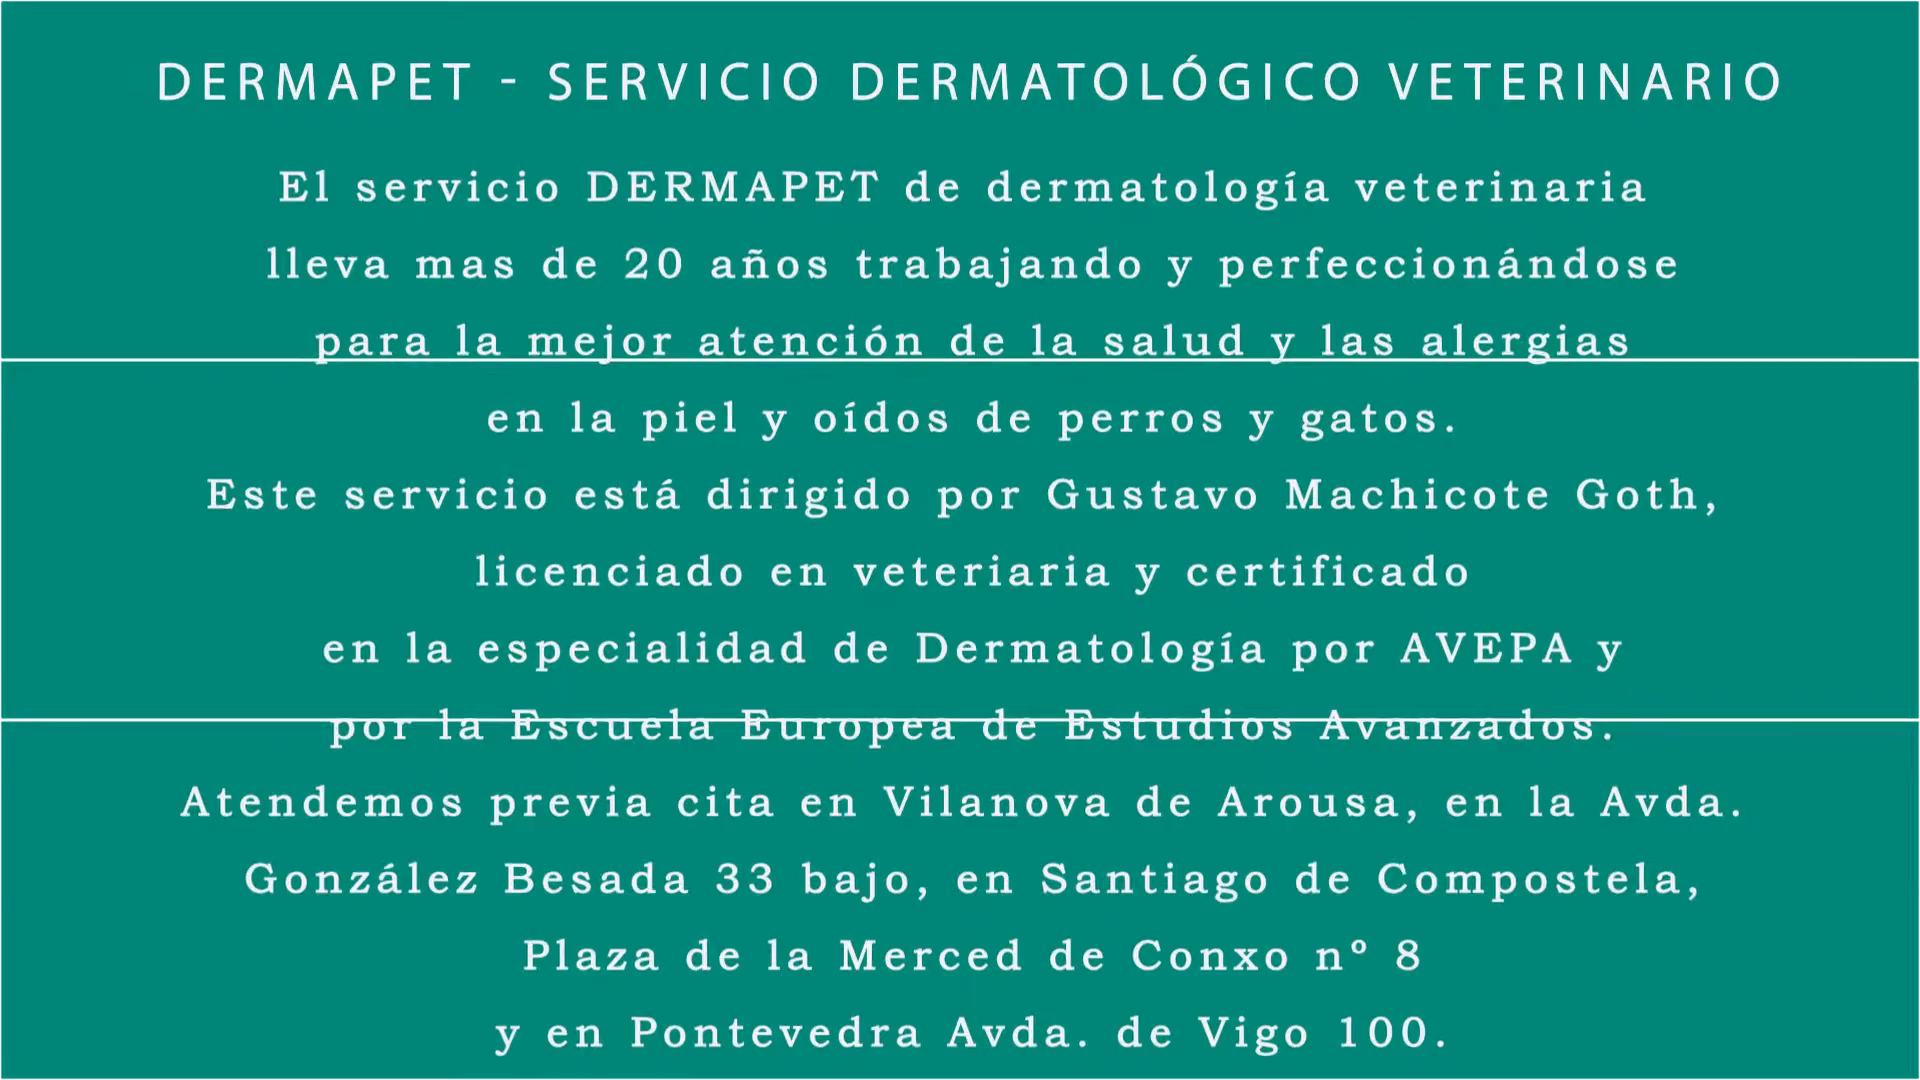 DERMAPET - SERVICIO DERMATOLÓGICO VETERINARIO
El servicio DERMAPET de dermatología veterinaria
lleva mas de 20 años trabajando y perfeccionándose
para la mejor atención de la salud y las alergias
en la piel y oídos de perros y gatos.
Este servicio está dirigido por Gustavo Machicote Goth,
licenciado en veteriaria y certificado
en la especialidad de Dermatología por AVEPA y
por la Escuela Europea de Estudios Avanzados.
Atendemos previa cita en Vilanova de Arousa, en la Avda.
González Besada 33 bajo, en Santiago de Compostela,
Plaza de la Merced de Conxo nº 8
y en Pontevedra Avda. de Vigo 100.